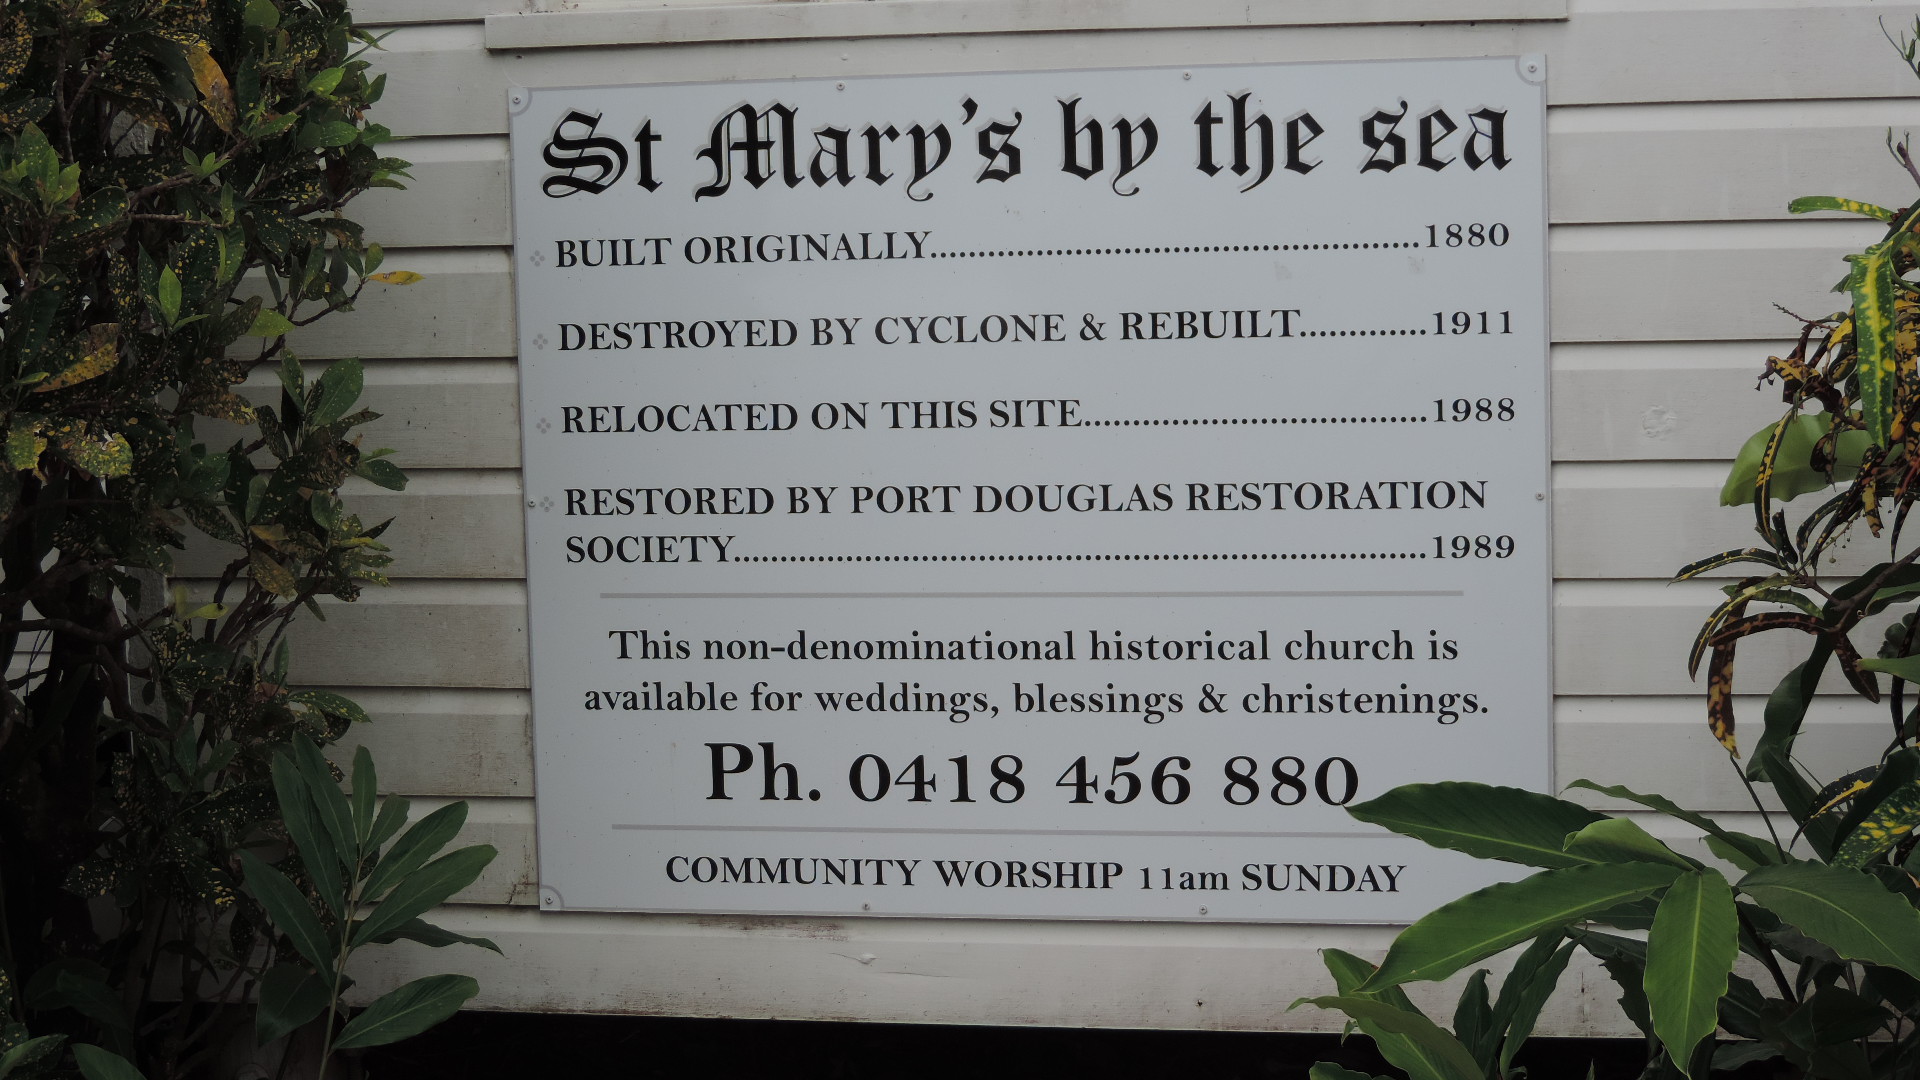 St Mary's by the sea
BUILT ORIGINALLY....................................................1880
DESTROYED BY CYCLONE & REBUILT.............1911
RELOCATED ON THIS SITE.....................................1988
RESTORED BY PORT DOUGLAS RESTORATION
SOCIETY...........................................................................1989
This non-denominational historical church is
available for weddings, blessings & christenings.
Ph. 0418 456 880
COMMUNITY WORSHIP 11am SUNDAY